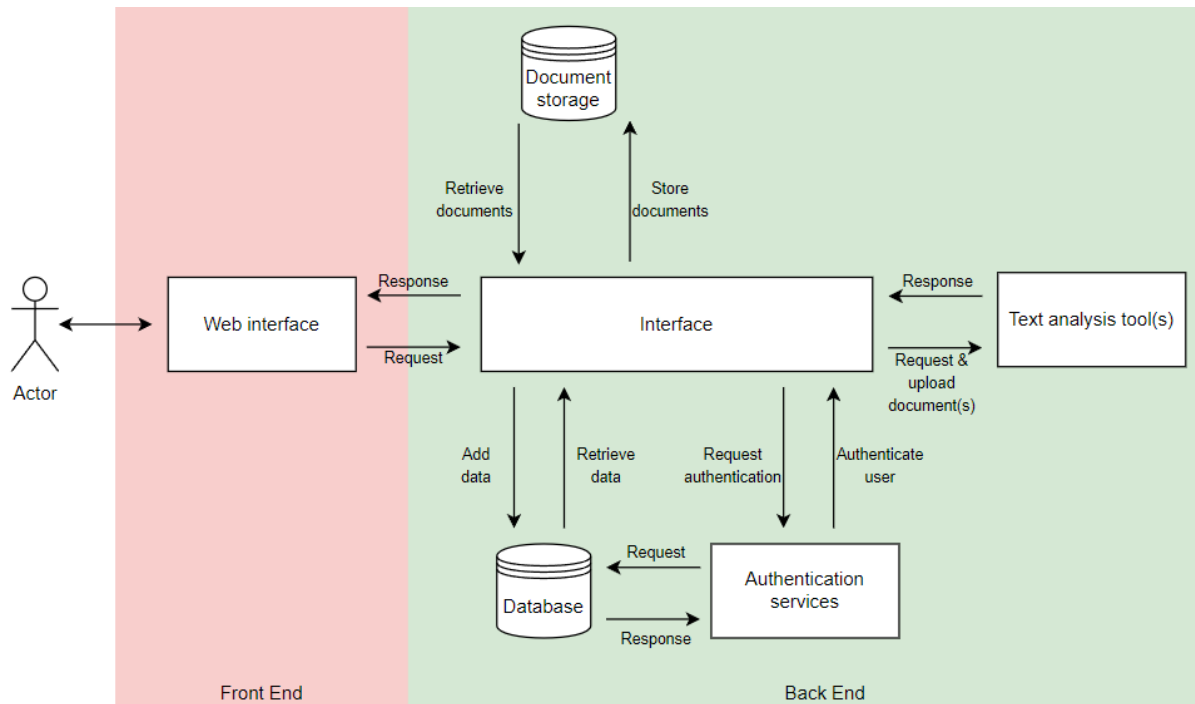 Document
storage
Retrieve
documents
Store
documents
Response
Response
Web interface
Interface
Text analysis tool(s)
Request
Request &
upload
document(s)
Actor
Add
data
Retrieve
data
Request
authentication
Authenticate
user
Request
Authentication
services
Database
Response
Front End
Back End